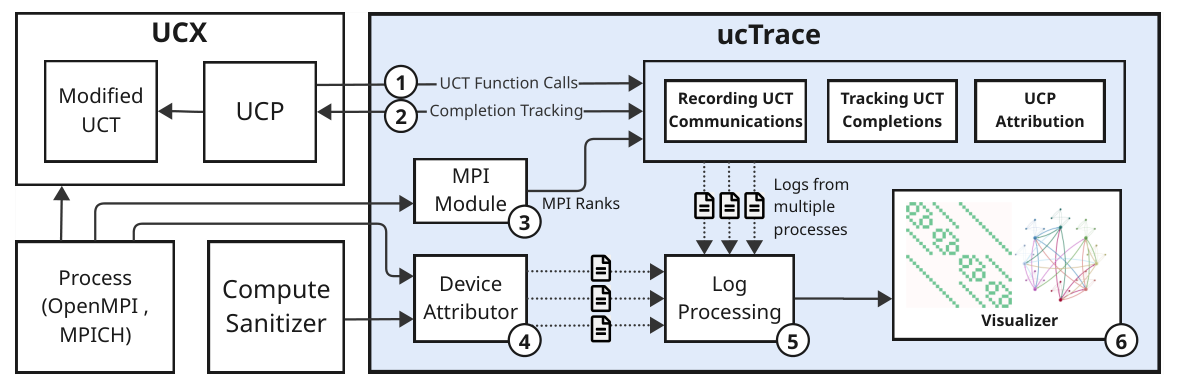 UCX
Modified
UCT
UCP
Process
(OpenMPI ,
MPICH)
Compute
Sanitizer
ucTrace
1
UCT Function Calls
2
Completion Tracking
Recording UCT
Communications
Tracking UCT
Completions
UCP
Attribution
MPI
Module
3
MPI Ranks
Logs from
multiple
processes
Device
Attributor
4
Log
Processing
5
Visualizer
6